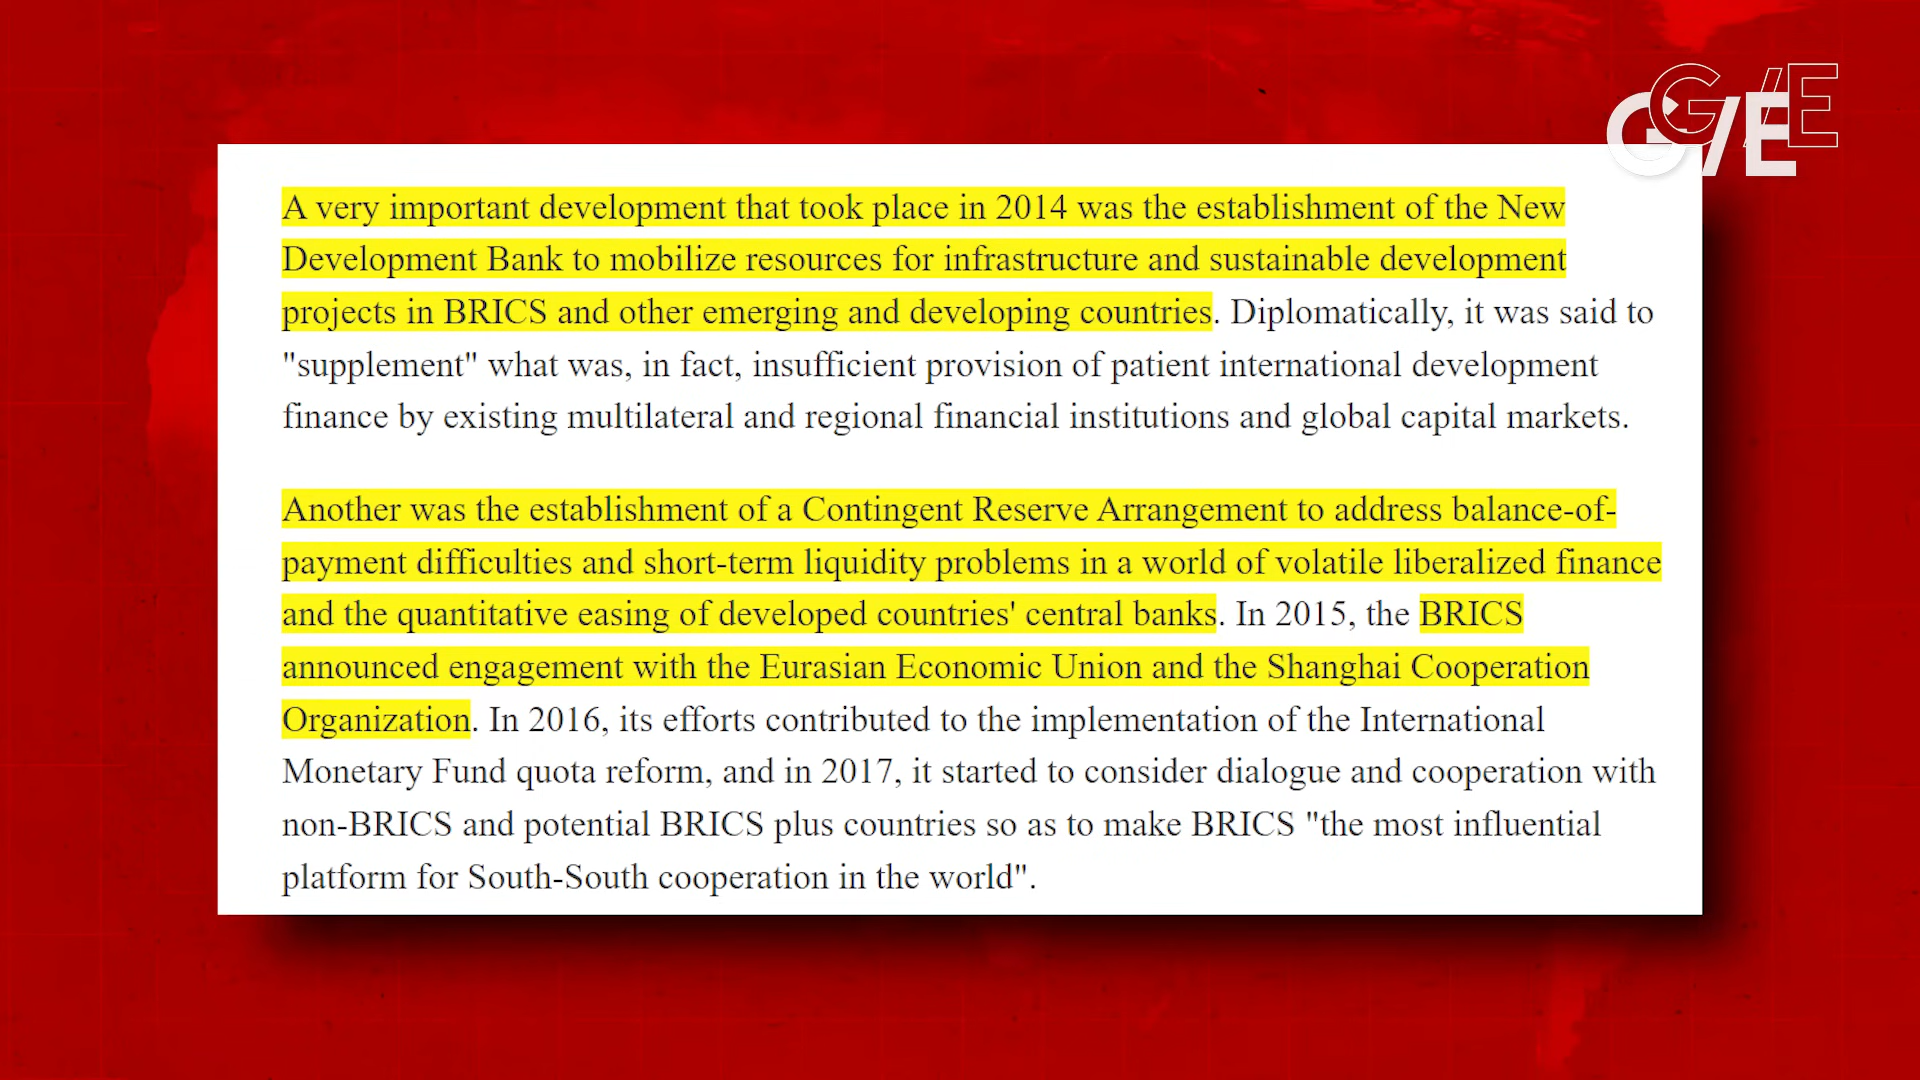 G/E
G/E
A very important development that took place in 2014 was the establishment of the New
Development Bank to mobilize resources for infrastructure and sustainable development
projects in BRICS and other emerging and developing countries. Diplomatically, it was said to
"supplement" what was, in fact, insufficient provision of patient international development
finance by existing multilateral and regional financial institutions and global capital markets.
Another was the establishment of a Contingent Reserve Arrangement to address balance-of-
payment difficulties and short-term liquidity problems in a world of volatile liberalized finance
and the quantitative easing of developed countries' central banks. In 2015, the BRICS
announced engagement with the Eurasian Economic Union and the Shanghai Cooperation
Organization. In 2016, its efforts contributed to the implementation of the International
Monetary Fund quota reform, and in 2017, it started to consider dialogue and cooperation with
non-BRICS and potential BRICS plus countries so as to make BRICS "the most influential
platform for South-South cooperation in the world".